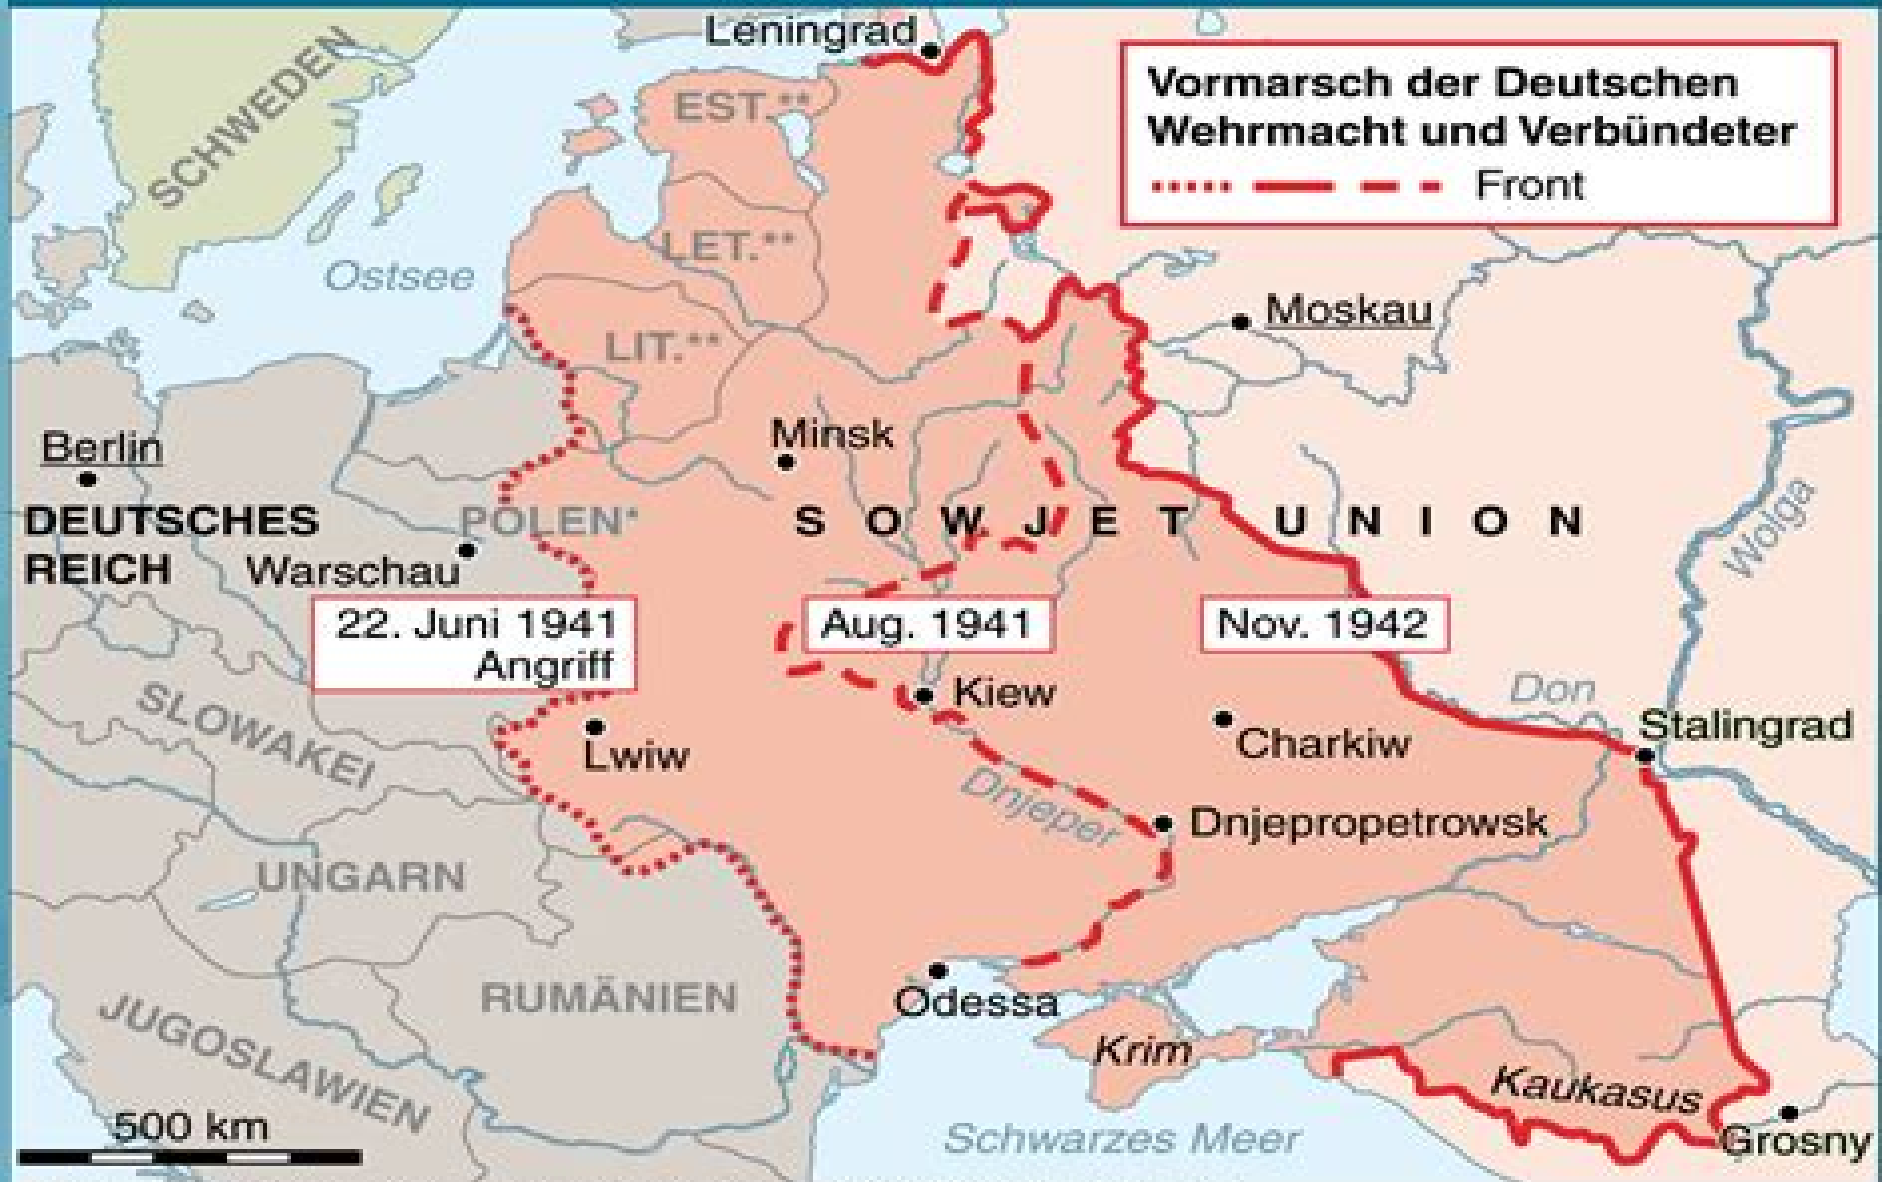 Leningrad
SCHWEDEN
EST.**
Vormarsch der Deutschen
Wehrmacht und Verbündeter
Front
LET.**
Ostsee
Moskau
LIT.**
Minsk
Berlin
DEUTSCHES
REICH
POLEN*
SOWJET UNION
Wolga
Warschau
22. Juni 1941
Angriff
Aug. 1941
Nov. 1942
Kiew
Don
SLOWAKEI
Lwiw
Charkiw
Stalingrad
Dnjeper
Dnjepropetrowsk
UNGARN
RUMÄNIEN
Odessa
JUGOSLAWIEN
Krim
Kaukasus
500 km
Schwarzes Meer
Grosny